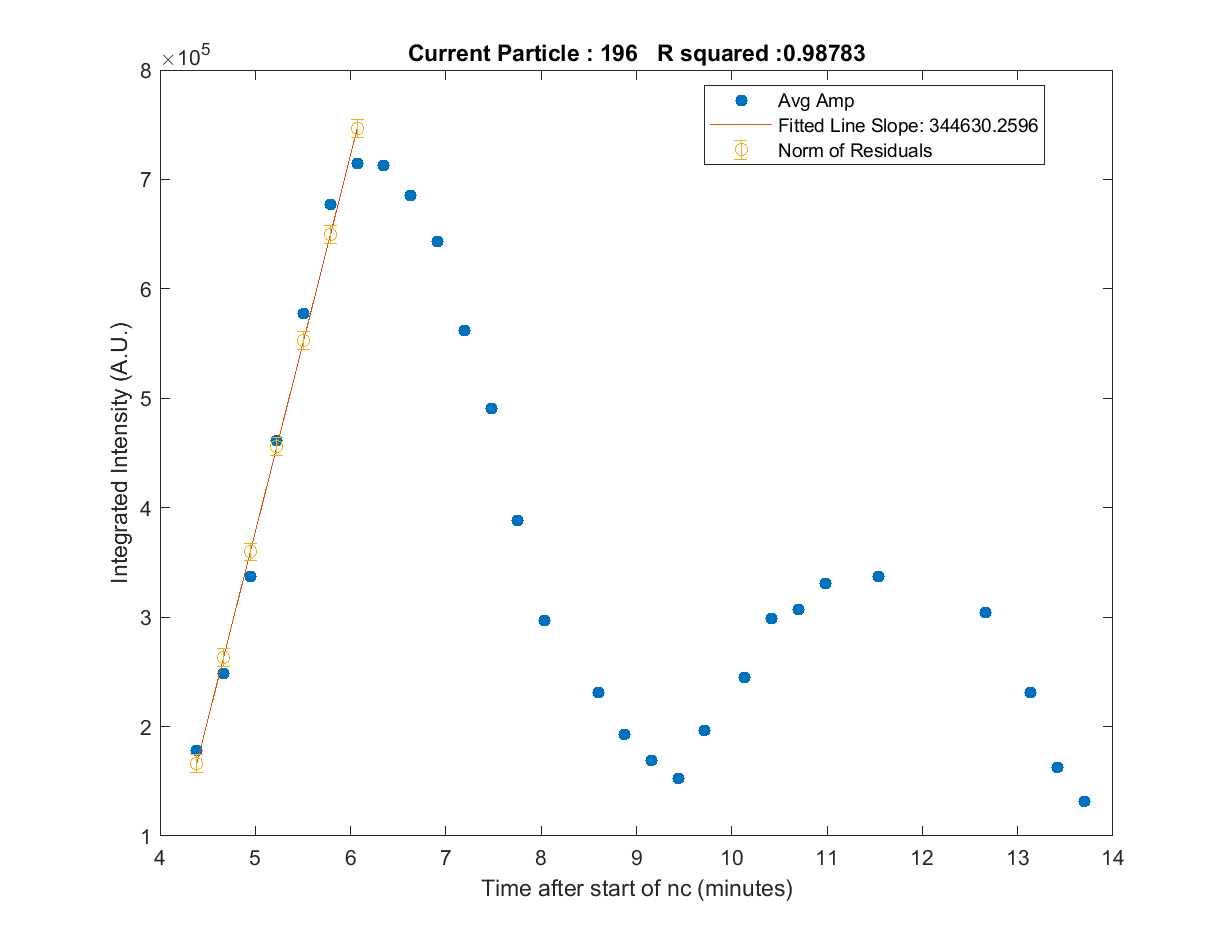 Current Particle : 196   R squared :0.98783
×10^5
Avg Amp
Fitted Line Slope: 344630.2596
Norm of Residuals
8
7
6
5
4
3
2
1
Integrated Intensity (A.U.)
4 5 6 7 8 9 10 11 12 13 14
Time after start of nc (minutes)